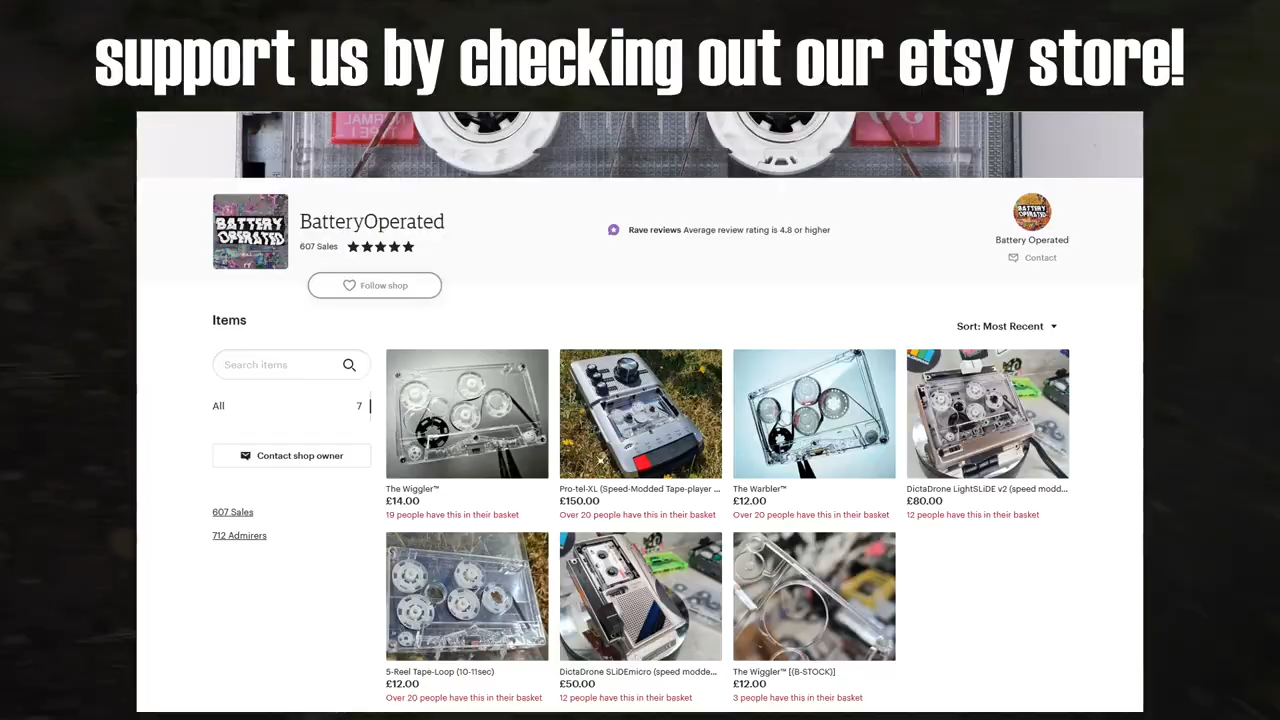 support us by checking out our etsy store!
NORMAL
TYPE I
90
BATTERY
OPERATED
BatteryOperated
607 Sales
Follow shop
Rave reviews Average review rating is 4.8 or higher
BATTERY
OPERATED
Battery Operated
Contact
Items
Sort: Most Recent
Search items
All 7
Contact shop owner
607 Sales
712 Admirers
The Wiggler™
£14.00
19 people have this in their basket
Pro-tel-XL (Speed-Modded Tape-player ...
£150.00
Over 20 people have this in their basket
The Warbler™
£12.00
Over 20 people have this in their basket
DictaDrone LightSLiDE v2 (speed modd...
£80.00
12 people have this in their basket
5-Reel Tape-Loop (10-11sec)
£12.00
Over 20 people have this in their basket
DictaDrone SLiDEmicro (speed modde...
£50.00
12 people have this in their basket
The Wiggler™ [(B-STOCK)]
£12.00
3 people have this in their basket